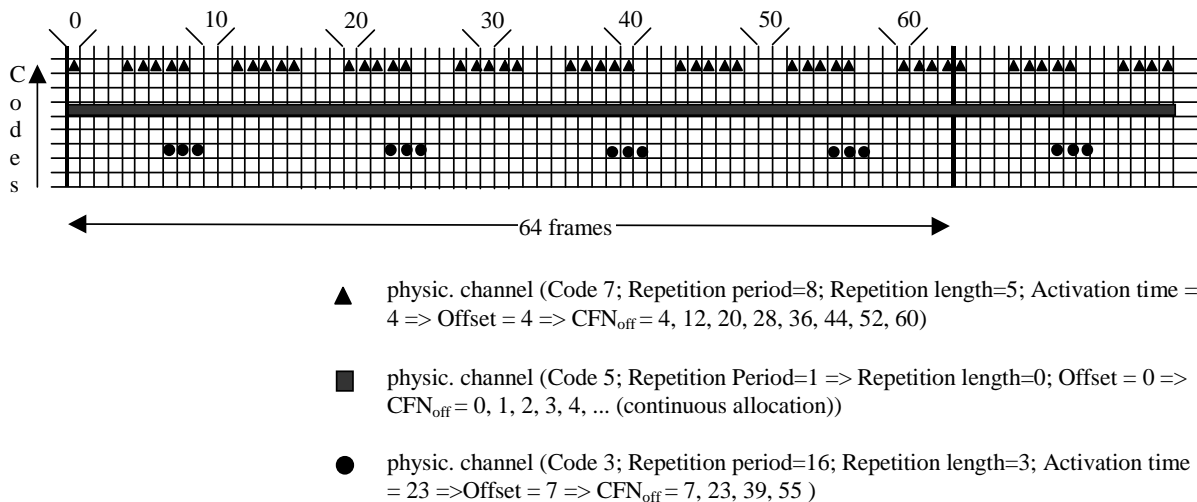 0 10 20 30 40 50 60
C
o
d
e
s
64 frames
physic. channel (Code 7; Repetition period=8; Repetition length=5; Activation time =
4 => Offset = 4 => CFNoff = 4, 12, 20, 28, 36, 44, 52, 60)
physic. channel (Code 5; Repetition Period=1 => Repetition length=0; Offset = 0 =>
CFNoff = 0, 1, 2, 3, 4, ... (continuous allocation))
physic. channel (Code 3; Repetition period=16; Repetition length=3; Activation time
= 23 =>Offset = 7 => CFNoff = 7, 23, 39, 55 )